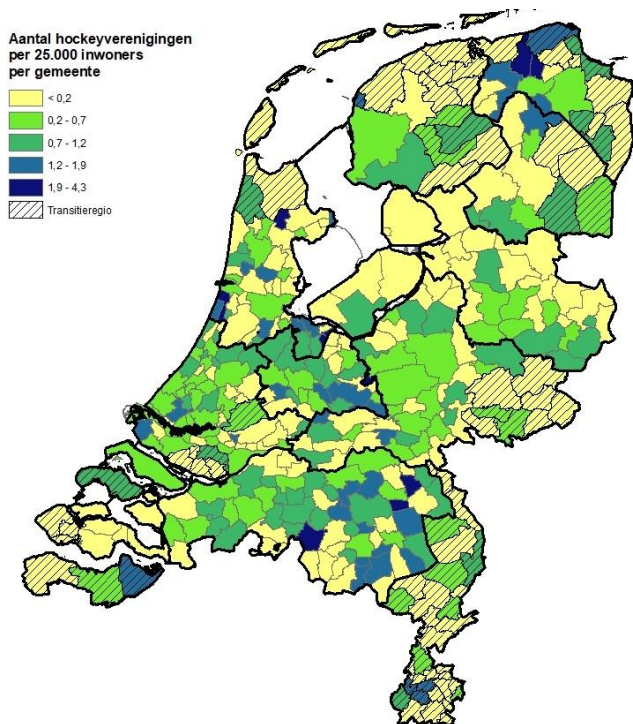 Aantal hockeyverenigingen
per 25.000 inwoners
per gemeente
< 0,2
0,2 - 0,7
0,7 - 1,2
1,2 - 1,9
1,9 - 4,3
Transitieregio